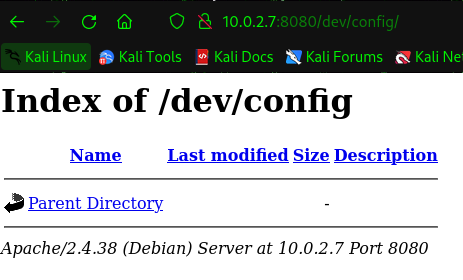 10.0.2.7:8080/dev/config/
Kali Linux Kali Tools Kali Docs Kali Forums Kali Net
Index of /dev/config
Name Last modified Size Description
Parent Directory -
Apache/2.4.38 (Debian) Server at 10.0.2.7 Port 8080